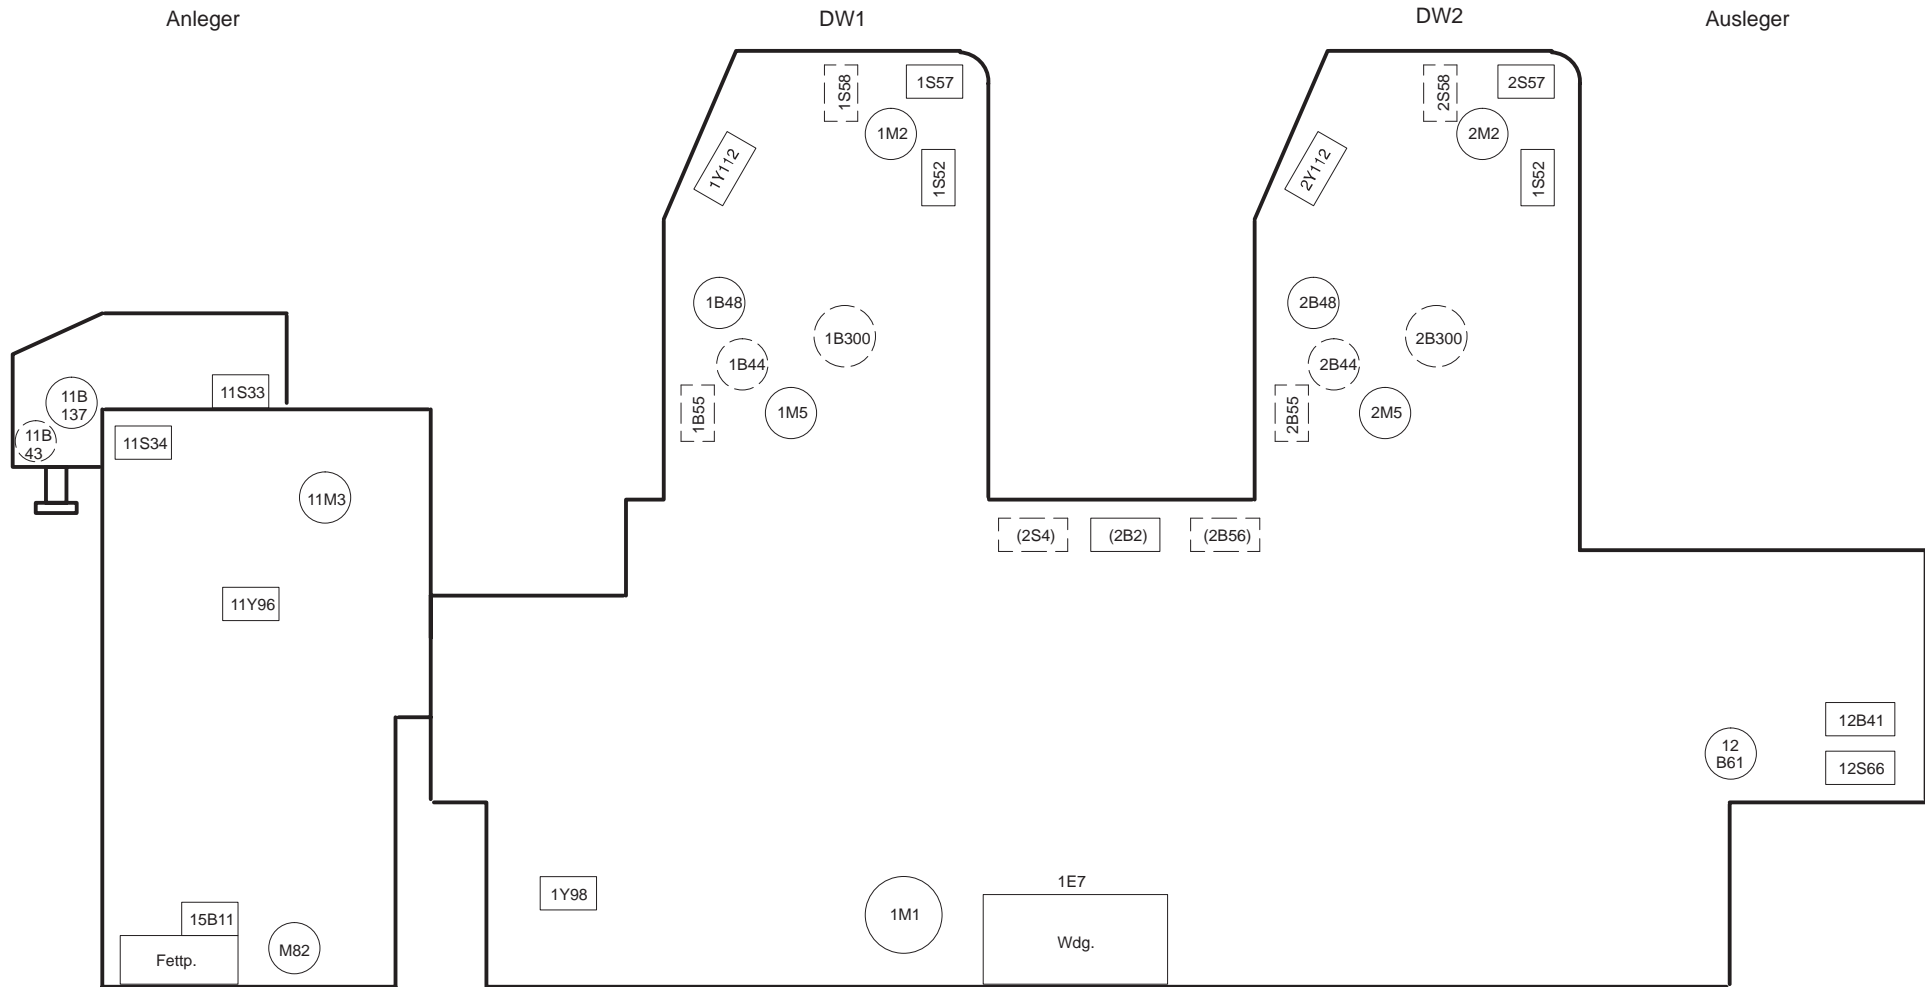 Anleger
DW1
DW2
Ausleger
1S58
1S57
1M2
1Y112
1S52
2S58
2S57
2M2
2Y112
1S52
1B48
1B300
1B44
1B55
1M5
2B48
2B300
2B44
2B55
2M5
11B
137
11S33
11B
43
11S34
11M3
(2S4)
(2B2)
(2B56)
11Y96
12B41
12
B61
12S66
1Y98
1M1
1E7
Wdg.
15B11
Fettp.
M82